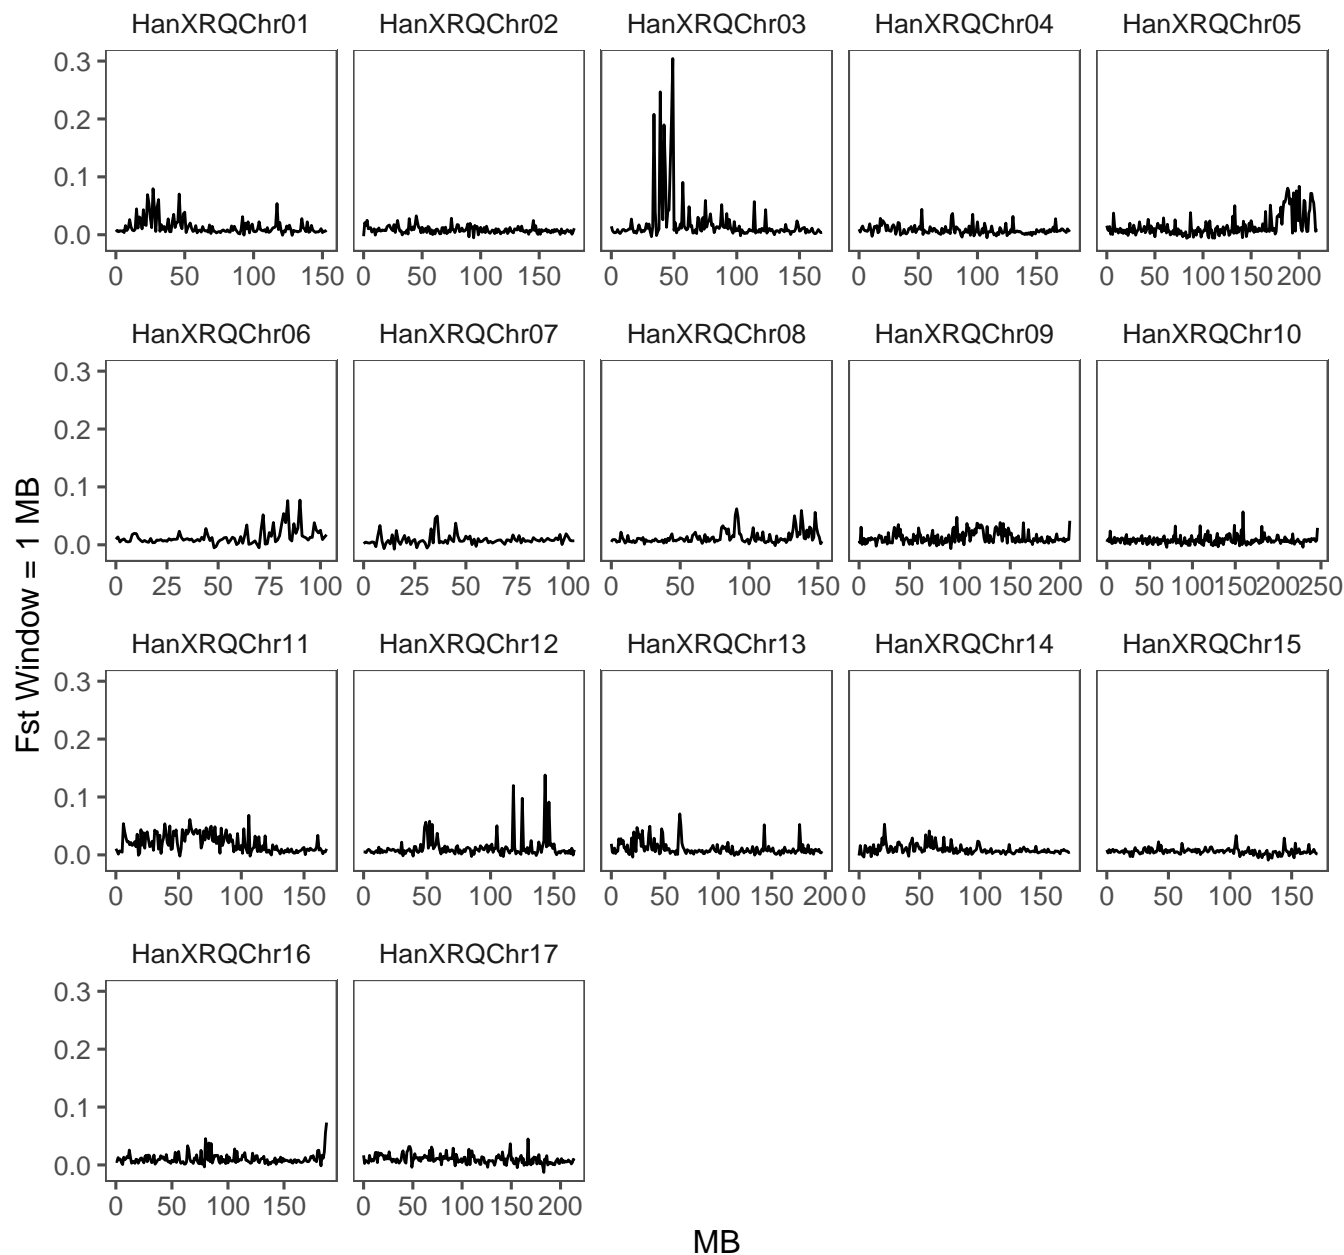 HanXRQChr01 HanXRQChr02 HanXRQChr03 HanXRQChr04 HanXRQChr05
0.3
0.2
0.1
0.0
0 50 100 150 0 50 100 150 0 50 100 150 0 50 100 150 0 50 100 150 200
HanXRQChr06 HanXRQChr07 HanXRQChr08 HanXRQChr09 HanXRQChr10
0.3
0.2
0.1
0.0
0 25 50 75 100 0 25 50 75 100 0 50 100 150 0 50 100 150 200 0 50 100 150 200 250
HanXRQChr11 HanXRQChr12 HanXRQChr13 HanXRQChr14 HanXRQChr15
0.3
0.2
0.1
0.0
0 50 100 150 0 50 100 150 0 50 100 150 200 0 50 100 150 0 50 100 150
HanXRQChr16 HanXRQChr17
0.3
0.2
0.1
0.0
0 50 100 150 0 50 100 150 200
Fst Window = 1 MB
MB